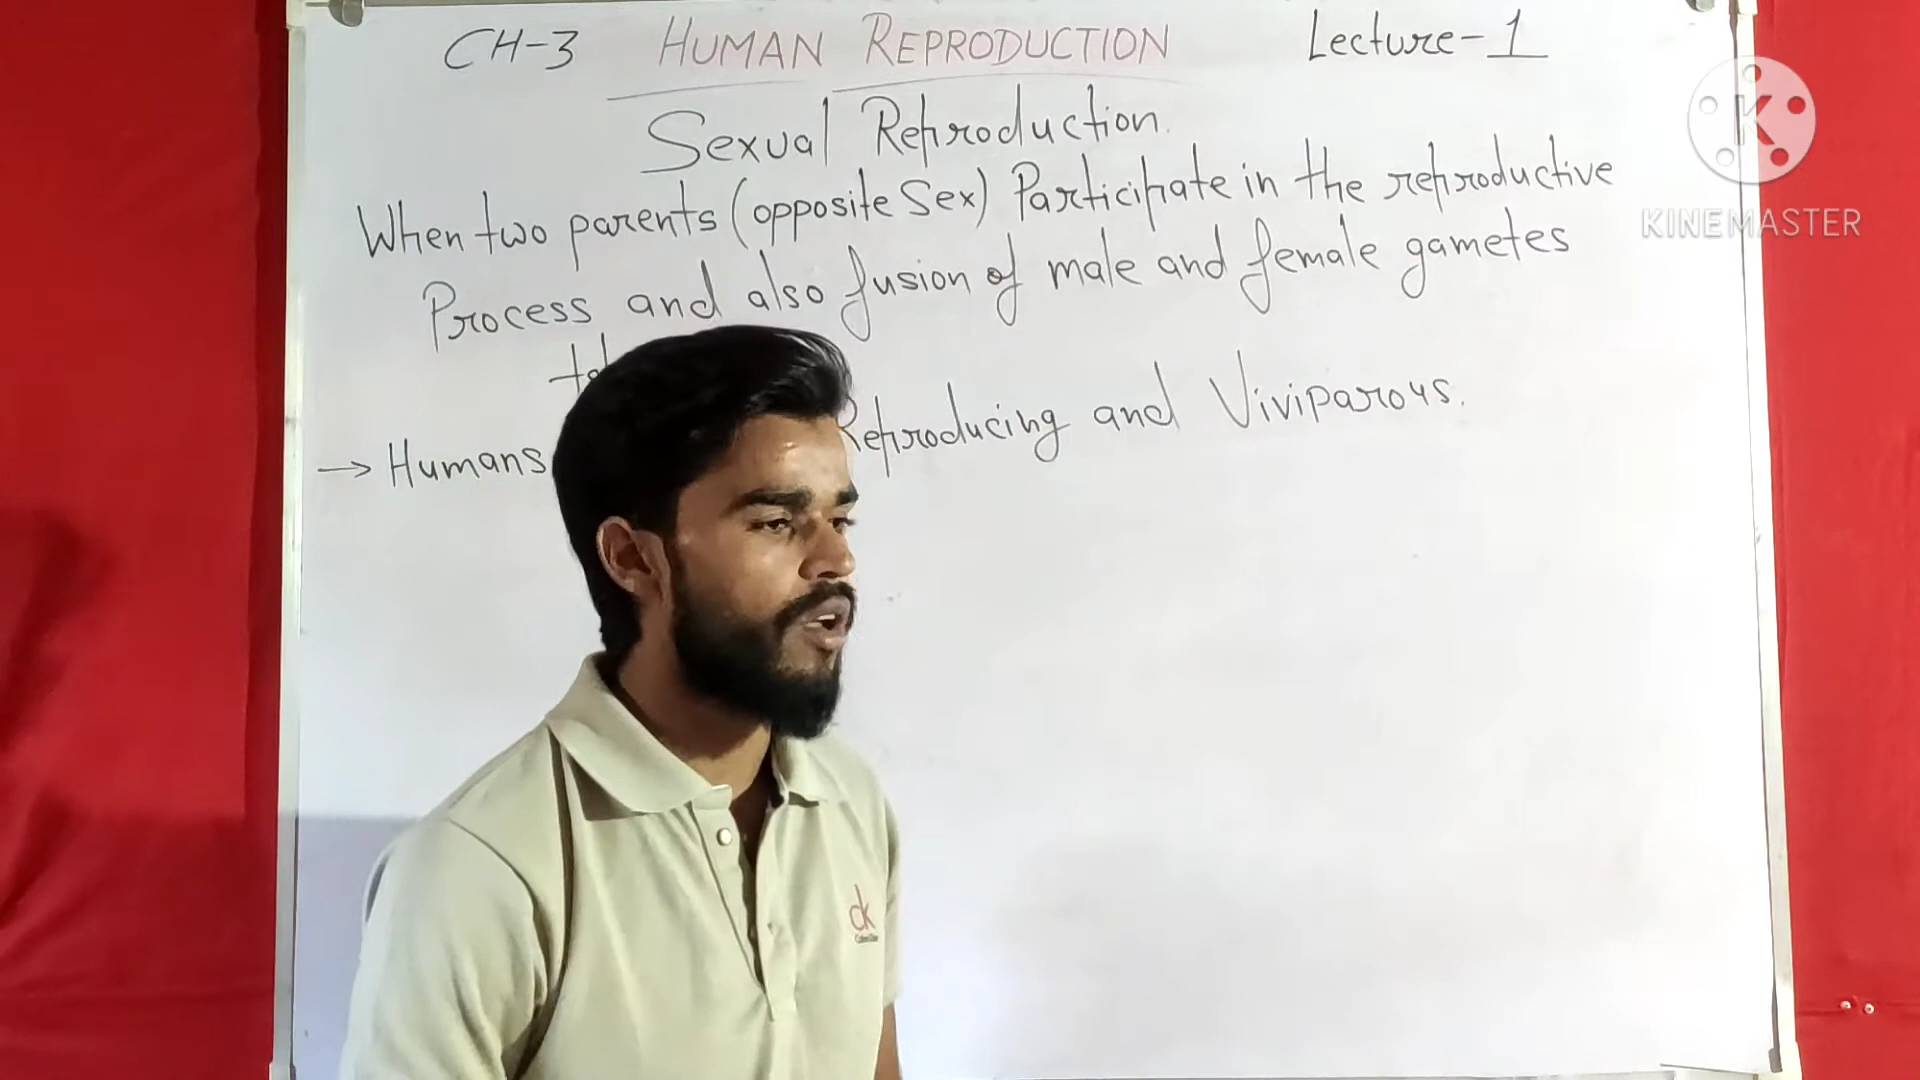 CH-3 HUMAN REPRODUCTION Lecture-1
Sexual Reproduction.
When two parents (opposite Sex) Participate in the reproductive
Process and also fusion of male and female gametes
→ Humans Reproducing and Viviparous.
K
KINEMASTER
ck